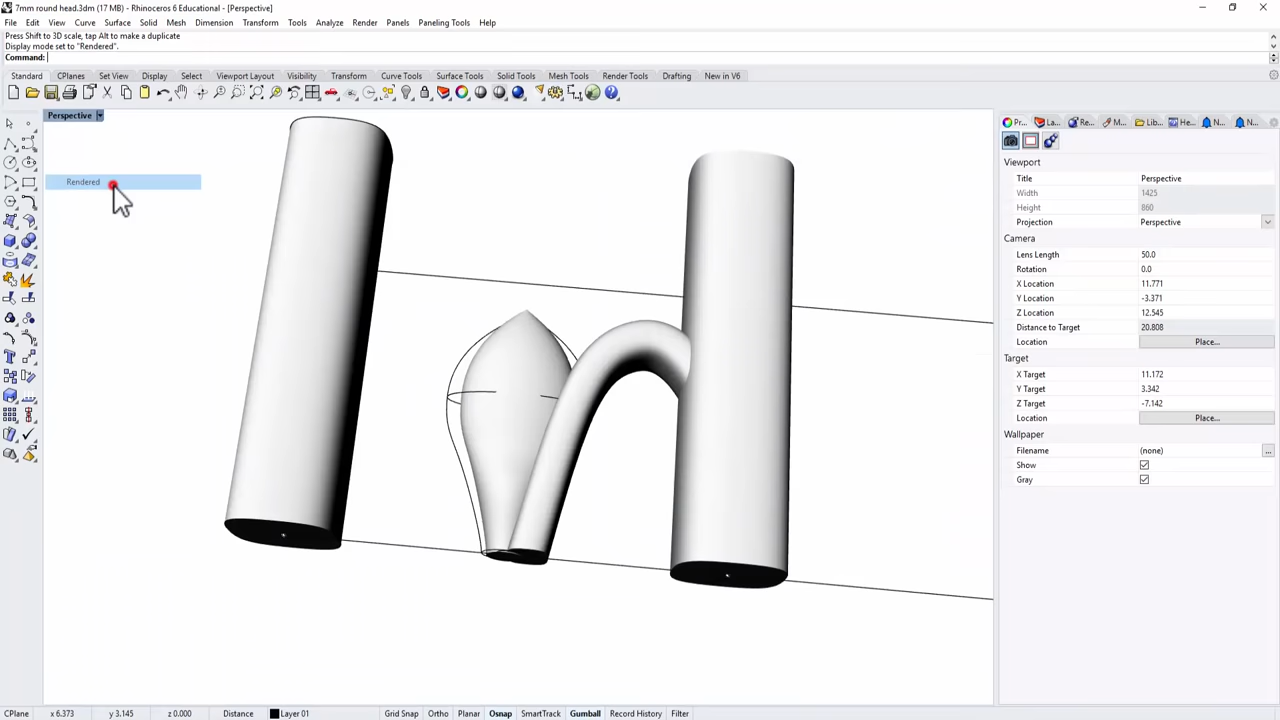 7mm round head.3dm (17 MB) - Rhinoceros 6 Educational - [Perspective]
File Edit View Curve Surface Solid Mesh Dimension Transform Tools Analyze Render Panels Paneling Tools Help
Press Shift to 3D scale, tap Alt to make a duplicate
Display mode set to "Rendered".
Command:
Standard CPlanes Set View Display Select Viewport Layout Visibility Transform Curve Tools Surface Tools Solid Tools Mesh Tools Render Tools Drafting New in V6
Perspective
Pr... La... Re... M... Lib... He... N... N...
Rendered
Viewport
Title Perspective
Width 1425
Height 860
Projection Perspective
Camera
Lens Length 50.0
Rotation 0.0
X Location 11.771
Y Location -3.371
Z Location 12.545
Distance to Target 20.808
Location Place...
Target
X Target 11.172
Y Target 3.342
Z Target -7.142
Location Place...
Wallpaper
Filename (none) ...
Show
Gray
CPlane x 6.373 y 3.145 z 0.000 Distance Layer 01 Grid Snap Ortho Planar Osnap SmartTrack Gumball Record History Filter